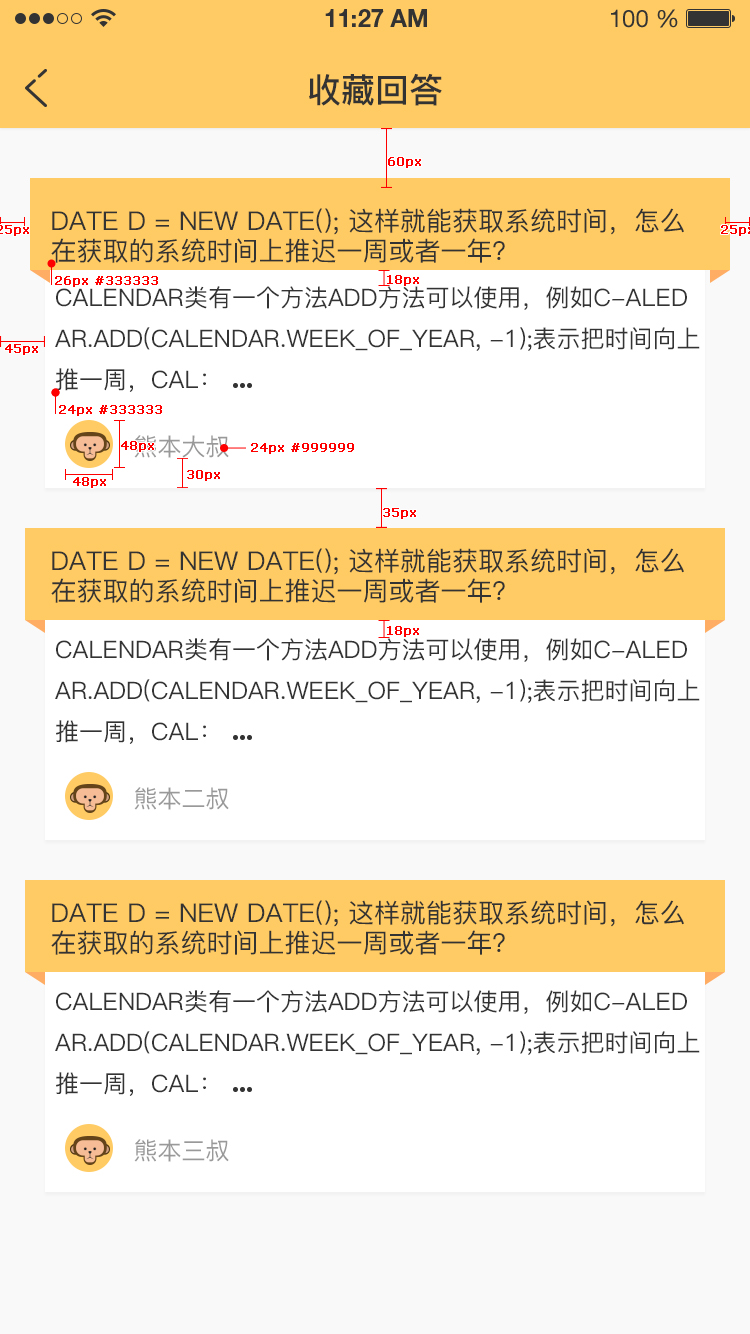 11:27 AM 100 %
收藏回答
60px
DATE D = NEW DATE(); 这样就能获取系统时间，怎么
25px 25px
在获取的系统时间上推迟一周或者一年？
26px #333333 18px
CALENDAR类有一个方法ADD方法可以使用，例如C-ALED
AR.ADD(CALENDAR.WEEK_OF_YEAR, -1);表示把时间向上
45px
推一周，CAL： ...
24px #333333
48px 熊本大叔 24px #999999
48px 30px
35px
DATE D = NEW DATE(); 这样就能获取系统时间，怎么
在获取的系统时间上推迟一周或者一年？
18px
CALENDAR类有一个方法ADD方法可以使用，例如C-ALED
AR.ADD(CALENDAR.WEEK_OF_YEAR, -1);表示把时间向上
推一周，CAL： ...
熊本二叔
DATE D = NEW DATE(); 这样就能获取系统时间，怎么
在获取的系统时间上推迟一周或者一年？
CALENDAR类有一个方法ADD方法可以使用，例如C-ALED
AR.ADD(CALENDAR.WEEK_OF_YEAR, -1);表示把时间向上
推一周，CAL： ...
熊本三叔